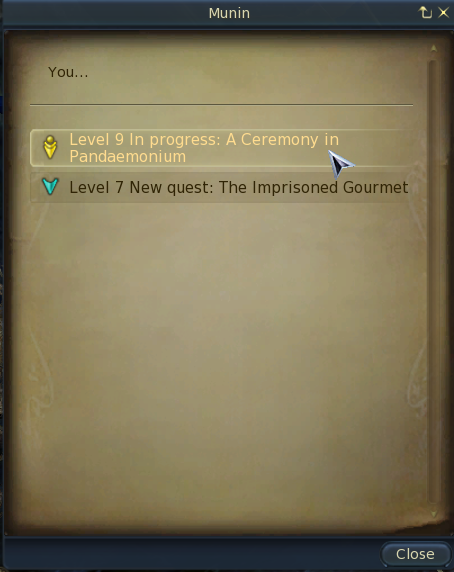 Munin
You...
Level 9 In progress: A Ceremony in
Pandaemonium
Level 7 New quest: The Imprisoned Gourmet
Close